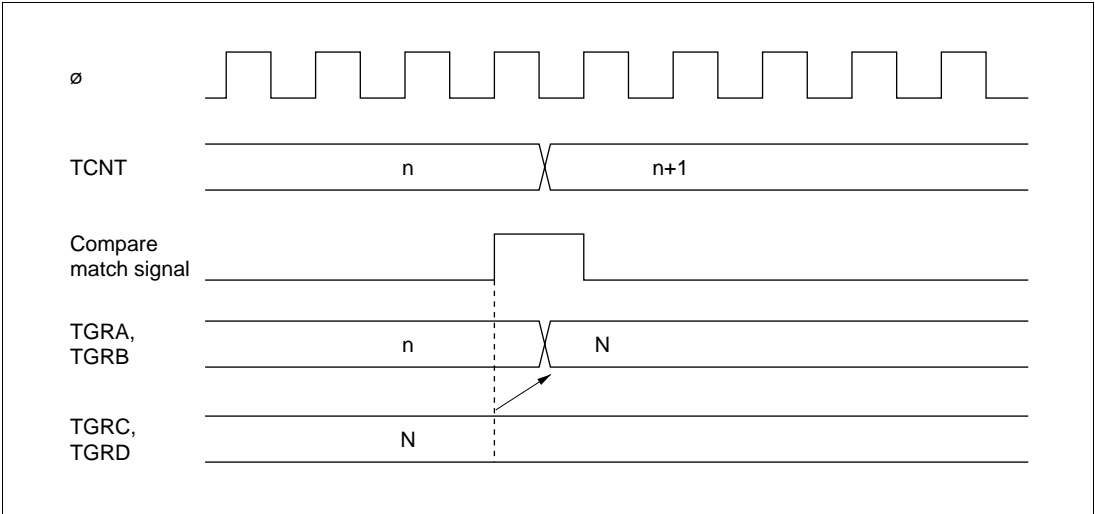 ø
TCNT
n
n+1
Compare
match signal
TGRA,
TGRB
n
N
TGRC,
TGRD
N